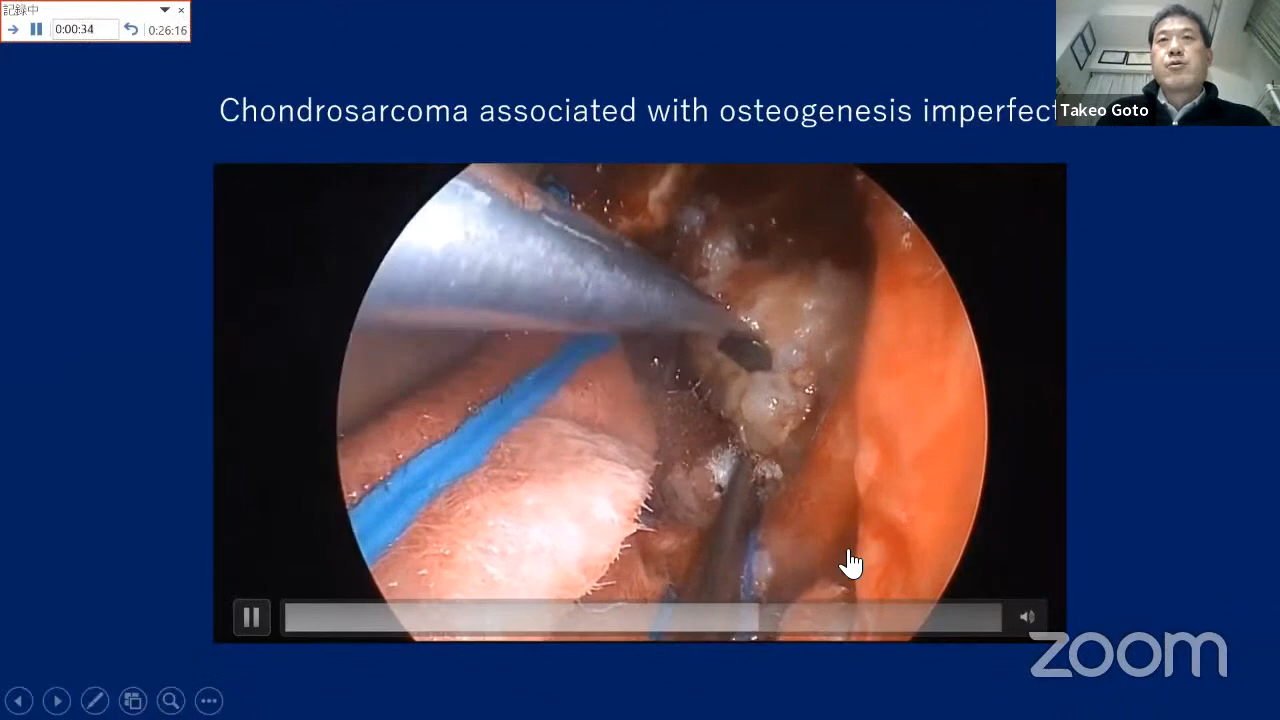 記録中
0:00:34
0:26:16
Chondrosarcoma associated with osteogenesis imperfect
Takeo Goto
zoom